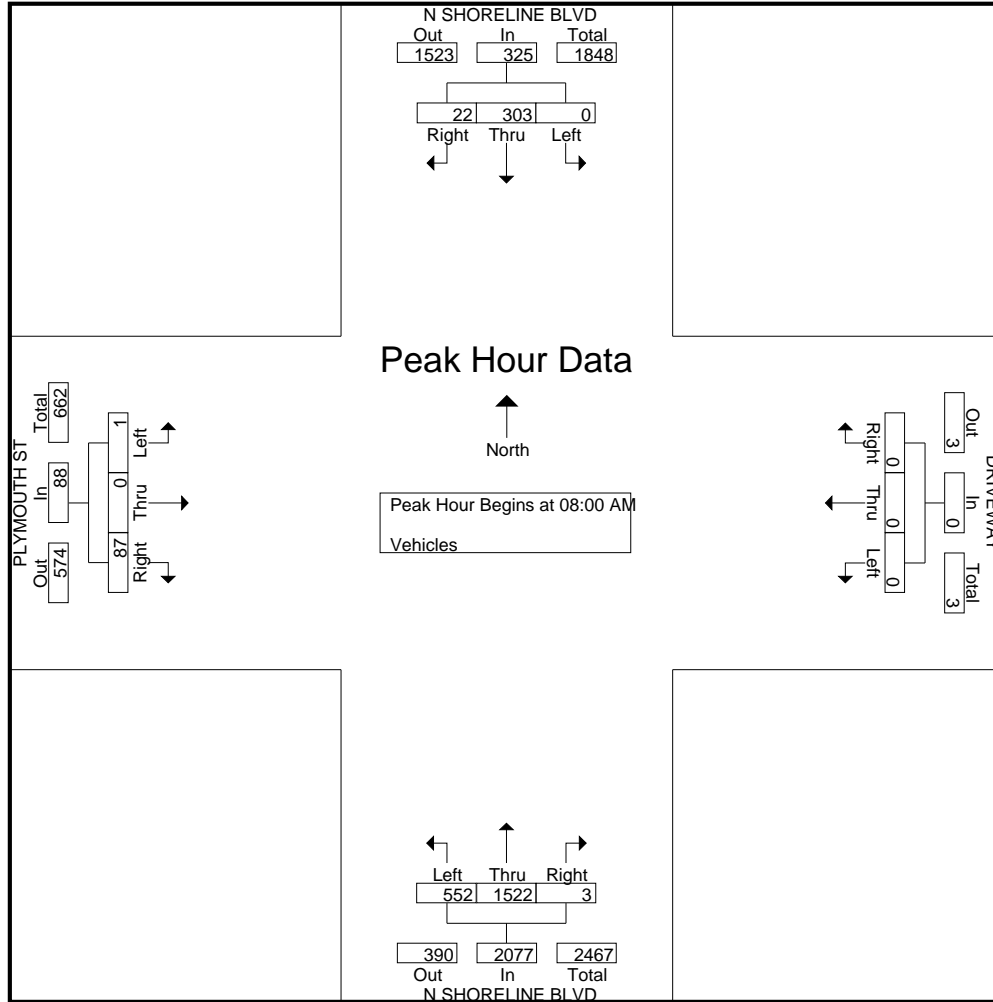 N SHORELINE BLVD
Out In Total
1523 325 1848
22 303 0
Right Thru Left
Peak Hour Data
North
Peak Hour Begins at 08:00 AM
Vehicles
PLYMOUTH ST
Out In Total
574 88 662
1 0 87
Left Thru Right
DRIVEWAY
Out In Total
3 0 3
Right Thru Left
0 0 0
Left Thru Right
552 1522 3
390 2077 2467
Out In Total
N SHORELINE BLVD